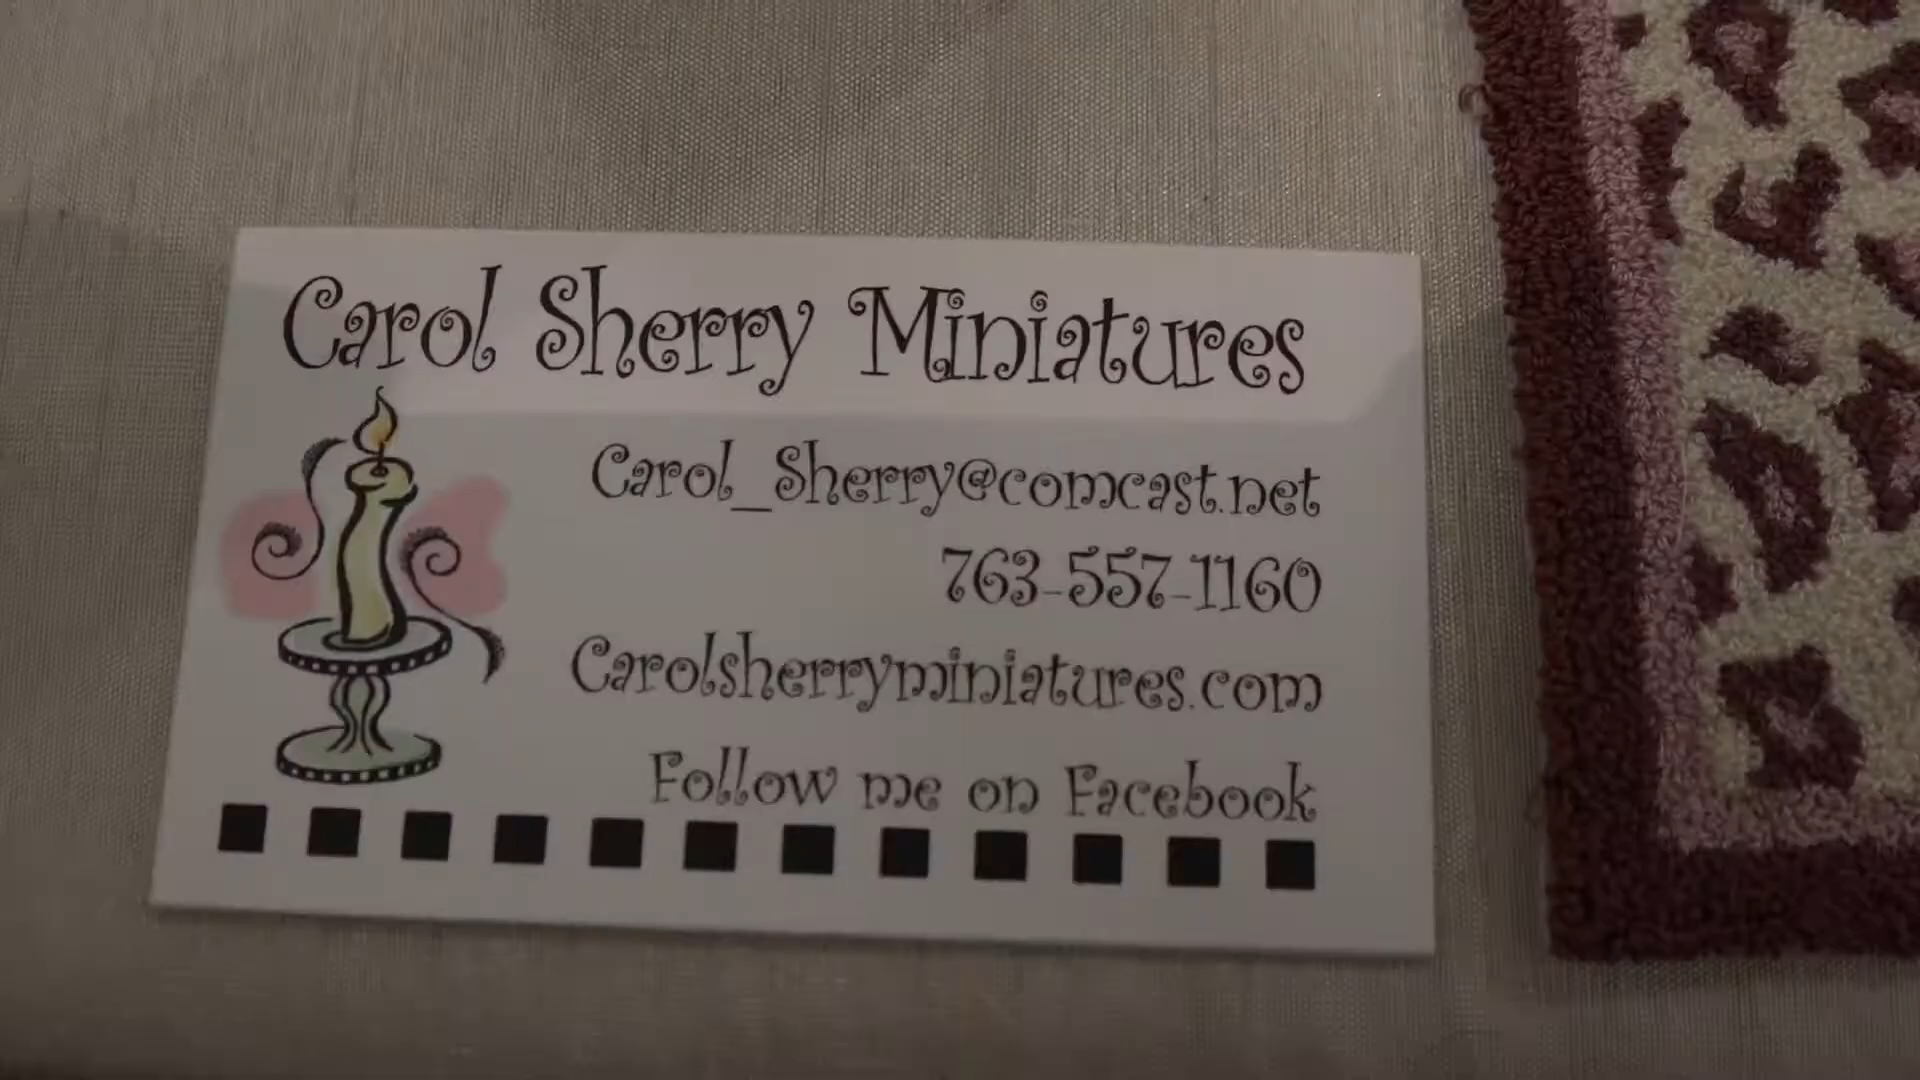 Carol Sherry Miniatures
Carol_Sherry@comcast.net
763-557-1160
Carolsherryminiatures.com
Follow me on Facebook